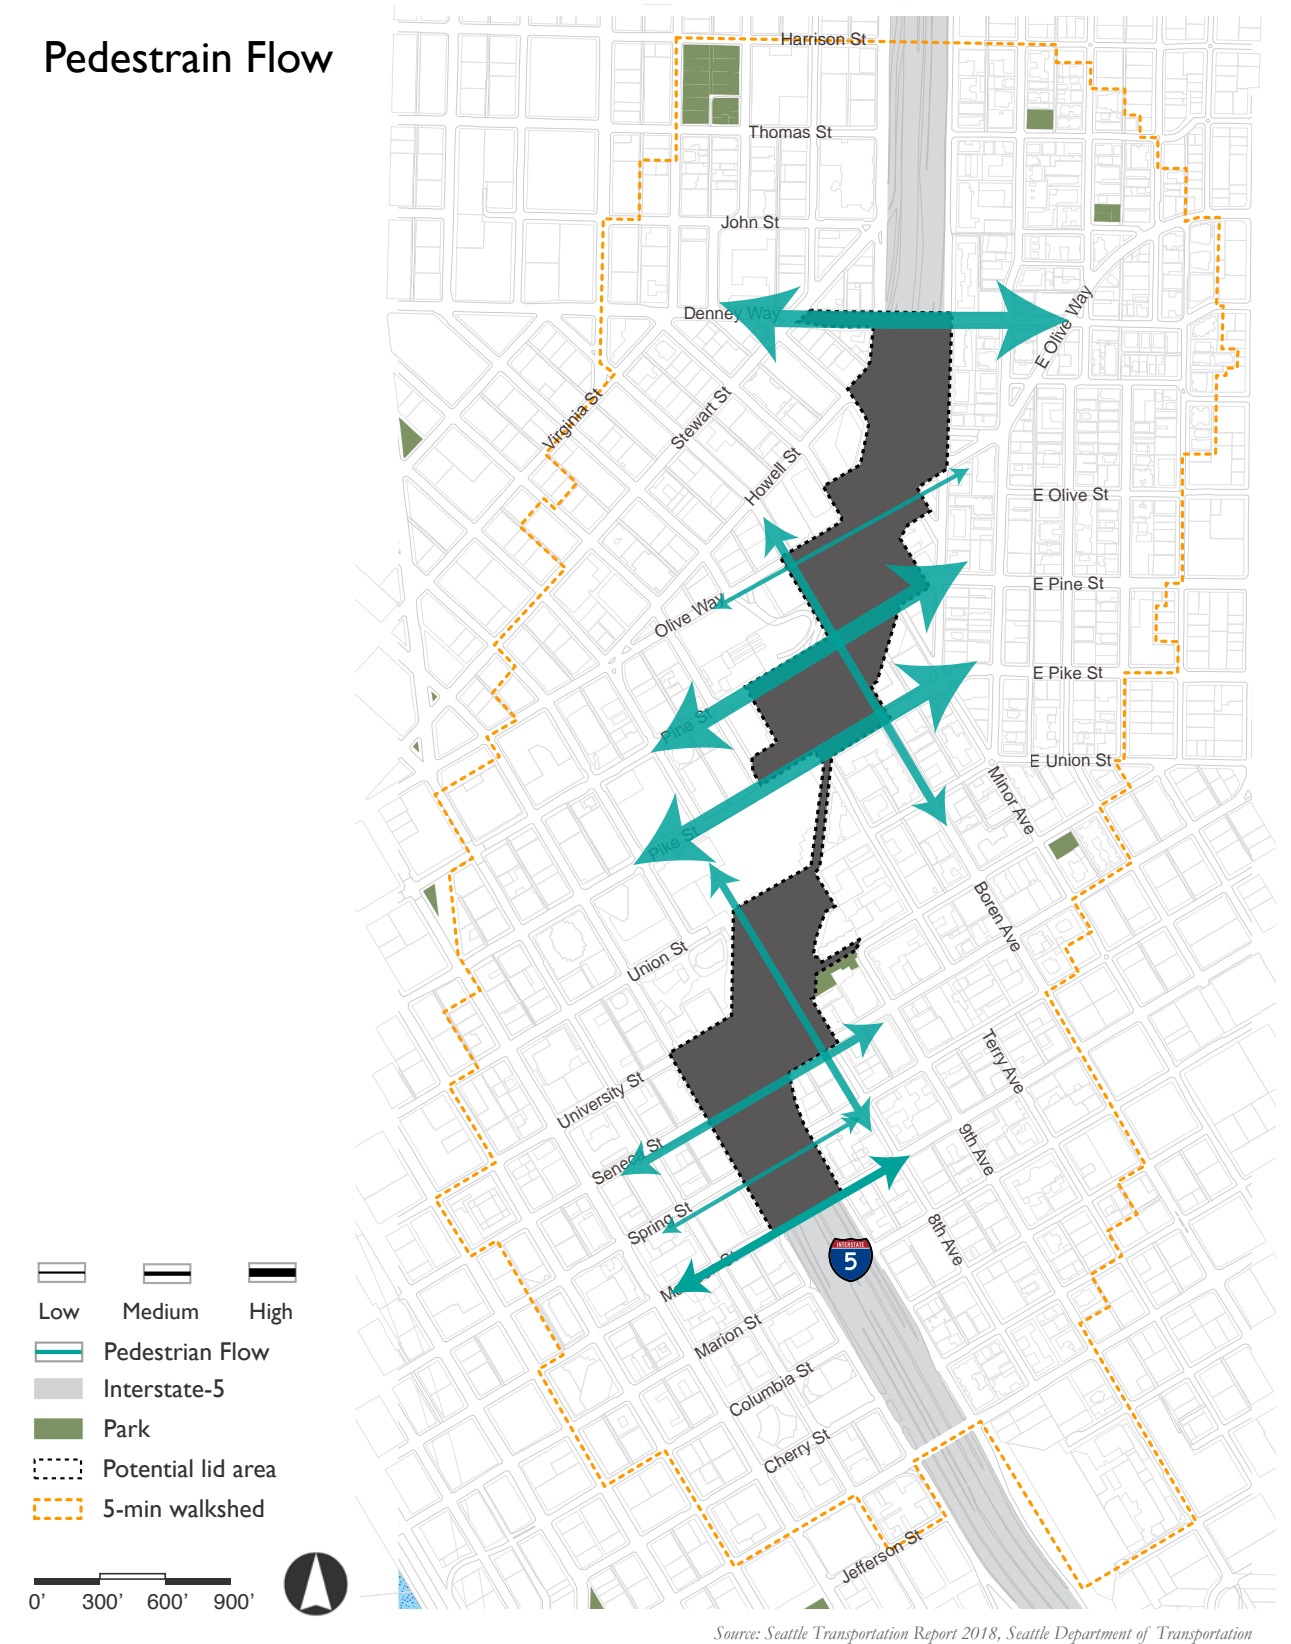 Pedestrain Flow
Harrison St
Thomas St
John St
Denney Way
E Olive Way
Virginia St
Stewart St
Howell St
E Olive St
Olive Way
E Pine St
E Pike St
Pine St
E Union St
Minor Ave
Pike St
Boren Ave
Union St
Terry Ave
University St
9th Ave
Seneca St
Spring St
8th Ave
INTERSTATE
5
Marion St
Columbia St
Cherry St
Jefferson St
Low Medium High
Pedestrian Flow
Interstate-5
Park
Potential lid area
5-min walkshed
0’ 300’ 600’ 900’
Source: Seattle Transportation Report 2018, Seattle Department of Transportation